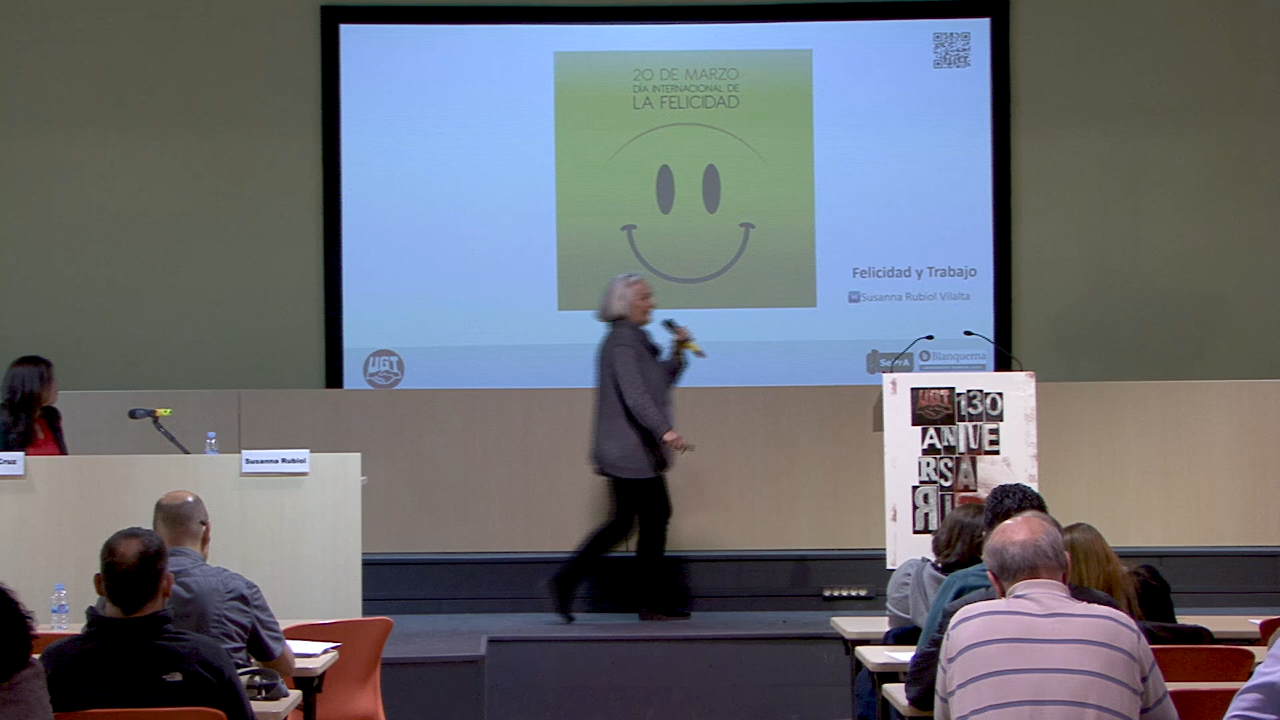 20 DE MARZO
DÍA INTERNACIONAL DE
LA FELICIDAD
Felicidad y Trabajo
Susanna Rubiol Vilalta
UGT
SerrA
Blanquerna
UGT 130
ANIVE
RSA
RI
Cruz
Susanna Rubiol